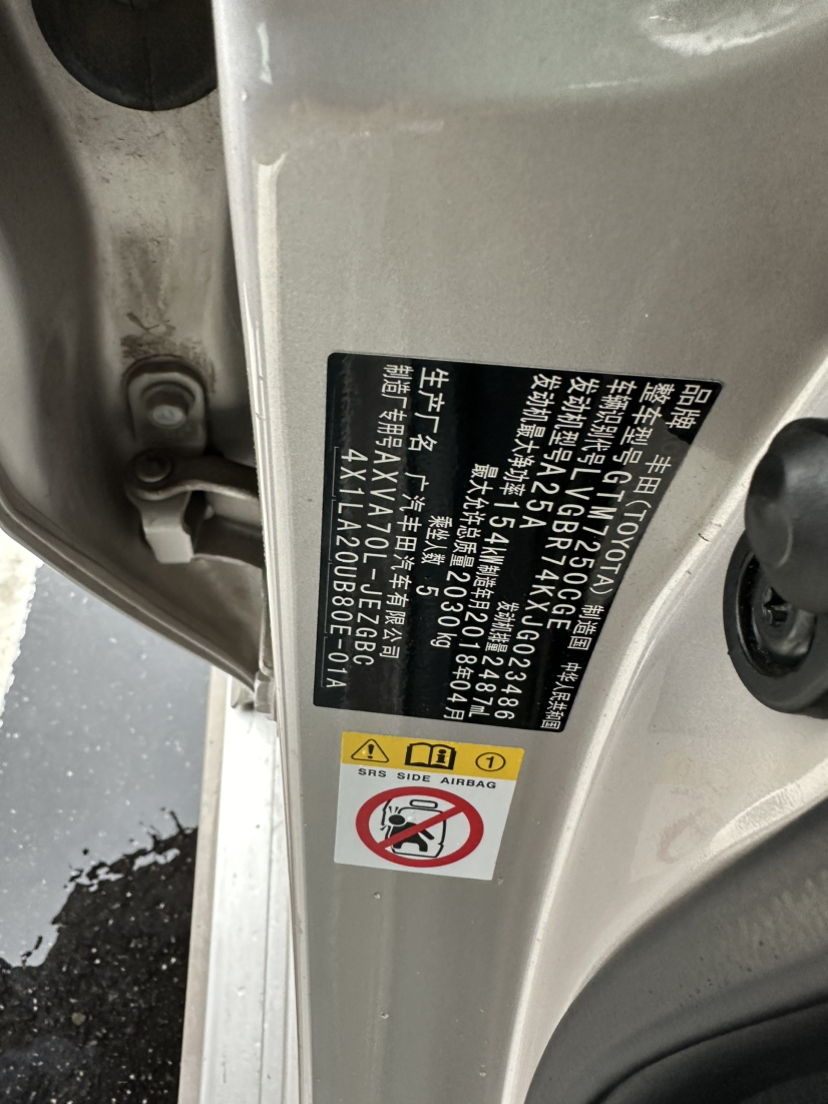 品牌 丰田(TOYOTA) 制造国 中华人民共和国
整车型号 GTM7250CGE
车辆识别代号 LVGBR74KXJG023486
发动机型号 A25A 发动机排量 2487mL
发动机最大净功率 154kW 制造年月 2018年04月
最大允许总质量 2030kg
乘坐人数 5
生产厂名 广汽丰田汽车有限公司
制造厂专用号 AXVA70L-JEZGBC
4X1LA20UB80E-01A
1
SRS SIDE AIRBAG